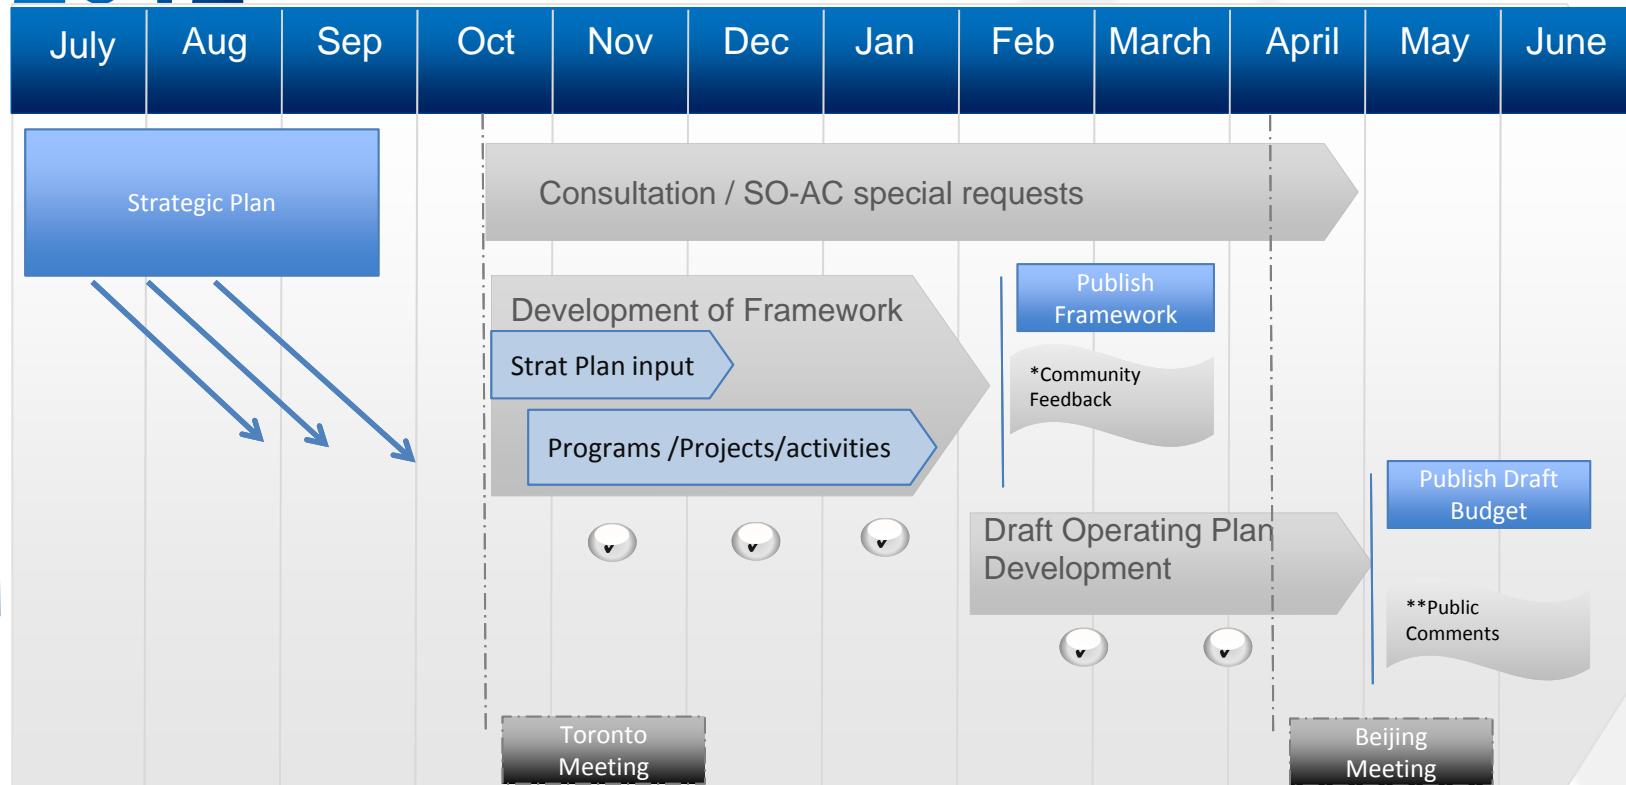 July Aug Sep Oct Nov Dec Jan Feb March April May June
Strategic Plan
Consultation / SO-AC special requests
Development of Framework
Strat Plan input
Programs /Projects/activities
Publish
Framework
*Community
Feedback
Draft Operating Plan
Development
Publish Draft
Budget
**Public
Comments
Toronto
Meeting
Beijing
Meeting